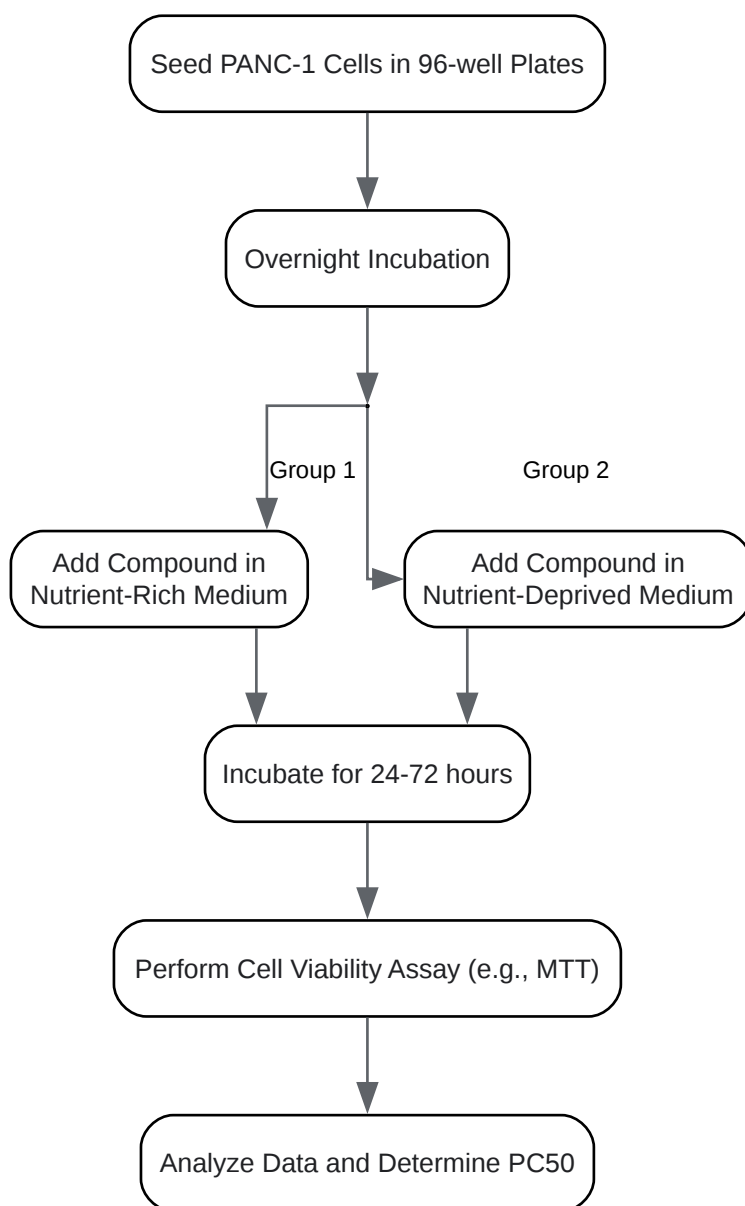 Seed PANC-1 Cells in 96-well Plates
Overnight Incubation
Group 1
Group 2
Add Compound in
Nutrient-Rich Medium
Add Compound in
Nutrient-Deprived Medium
Incubate for 24-72 hours
Perform Cell Viability Assay (e.g., MTT)
Analyze Data and Determine PC50